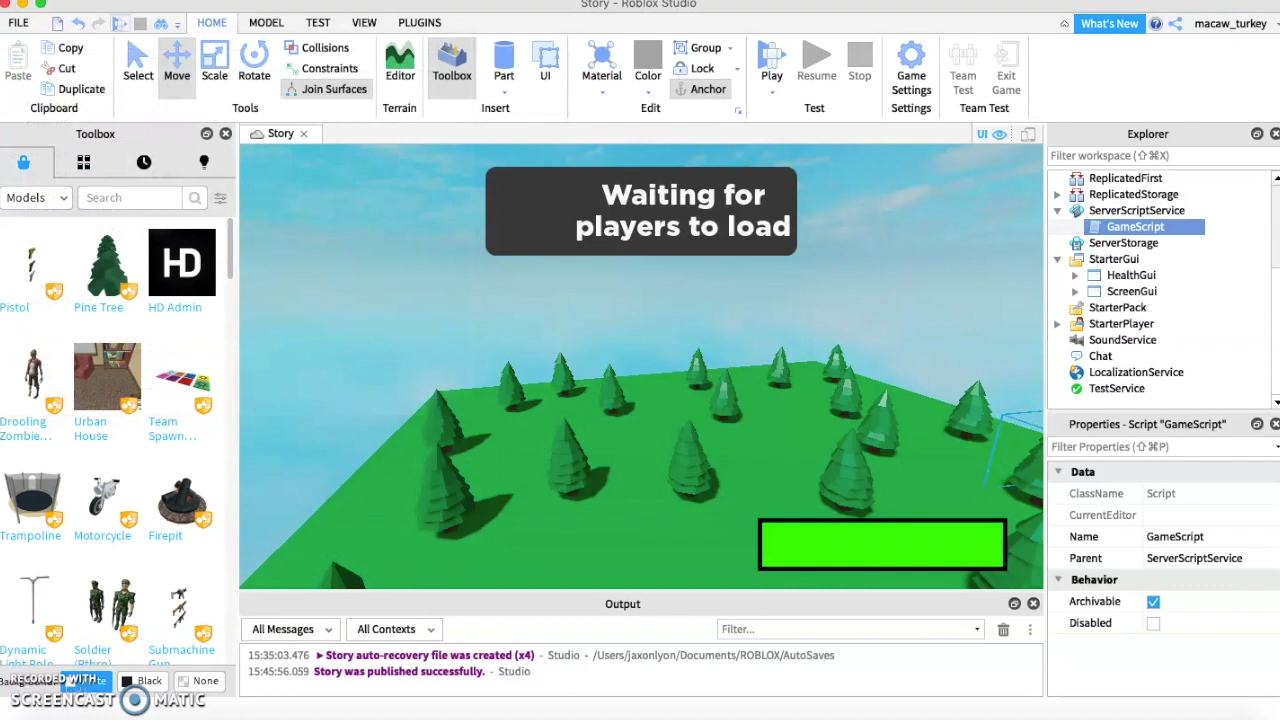 Story - Roblox Studio
FILE HOME MODEL TEST VIEW PLUGINS What's New macaw_turkey
Paste Copy Cut Duplicate Clipboard
Select Move Scale Rotate Collisions Constraints Join Surfaces Tools
Editor Terrain
Toolbox Part UI Insert
Material Color Group Lock Anchor Edit
Play Resume Stop Test
Game Settings Settings
Team Test Exit Game Team Test
Toolbox
Models Search
Pistol Pine Tree HD Admin
Drooling Zombie... Urban House Team Spawn...
Trampoline Motorcycle Firepit
Dynamic Light Pole Soldier (Rthro) Submachine Gun
Black None
RECORDED WITH
SCREENCAST MATIC
Story UI
Waiting for
players to load
Output
All Messages All Contexts Filter...
15:35:03.476 ►Story auto-recovery file was created (x4) - Studio - /Users/jaxonlyon/Documents/ROBLOX/AutoSaves
15:45:56.059 Story was published successfully. - Studio
Explorer
Filter workspace (⇧⌘X)
ReplicatedFirst
ReplicatedStorage
ServerScriptService
GameScript
ServerStorage
StarterGui
HealthGui
ScreenGui
StarterPack
StarterPlayer
SoundService
Chat
LocalizationService
TestService
Properties - Script "GameScript"
Filter Properties (⇧⌘P)
Data
ClassName Script
CurrentEditor
Name GameScript
Parent ServerScriptService
Behavior
Archivable
Disabled